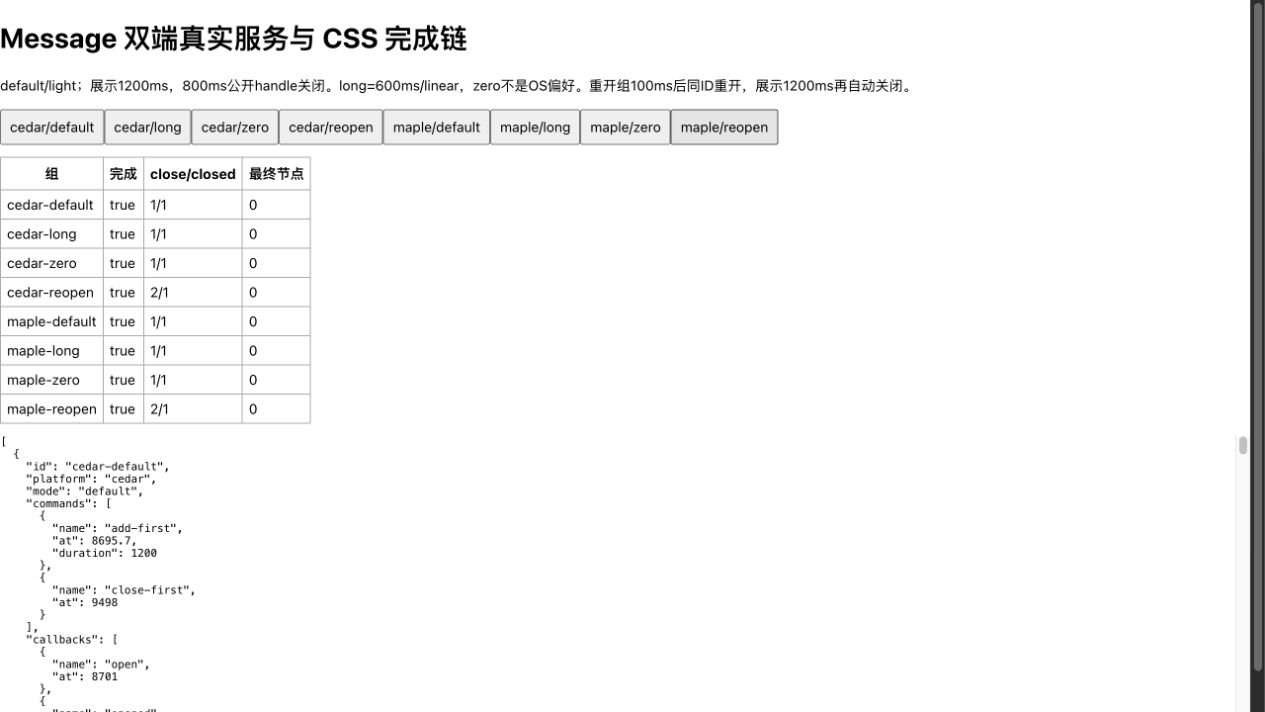 Message 双端真实服务与 CSS 完成链
default/light；展示1200ms，800ms公开handle关闭。long=600ms/linear，zero不是OS偏好。重开组100ms后同ID重开，展示1200ms再自动关闭。
cedar/default cedar/long cedar/zero cedar/reopen maple/default maple/long maple/zero maple/reopen
组 完成 close/closed 最终节点
cedar-default true 1/1 0
cedar-long true 1/1 0
cedar-zero true 1/1 0
cedar-reopen true 2/1 0
maple-default true 1/1 0
maple-long true 1/1 0
maple-zero true 1/1 0
maple-reopen true 2/1 0
[
{
"id": "cedar-default",
"platform": "cedar",
"mode": "default",
"commands": [
{
"name": "add-first",
"at": 8695.7,
"duration": 1200
},
{
"name": "close-first",
"at": 9498
}
],
"callbacks": [
{
"name": "open",
"at": 8701
},
{
"name": "opened"